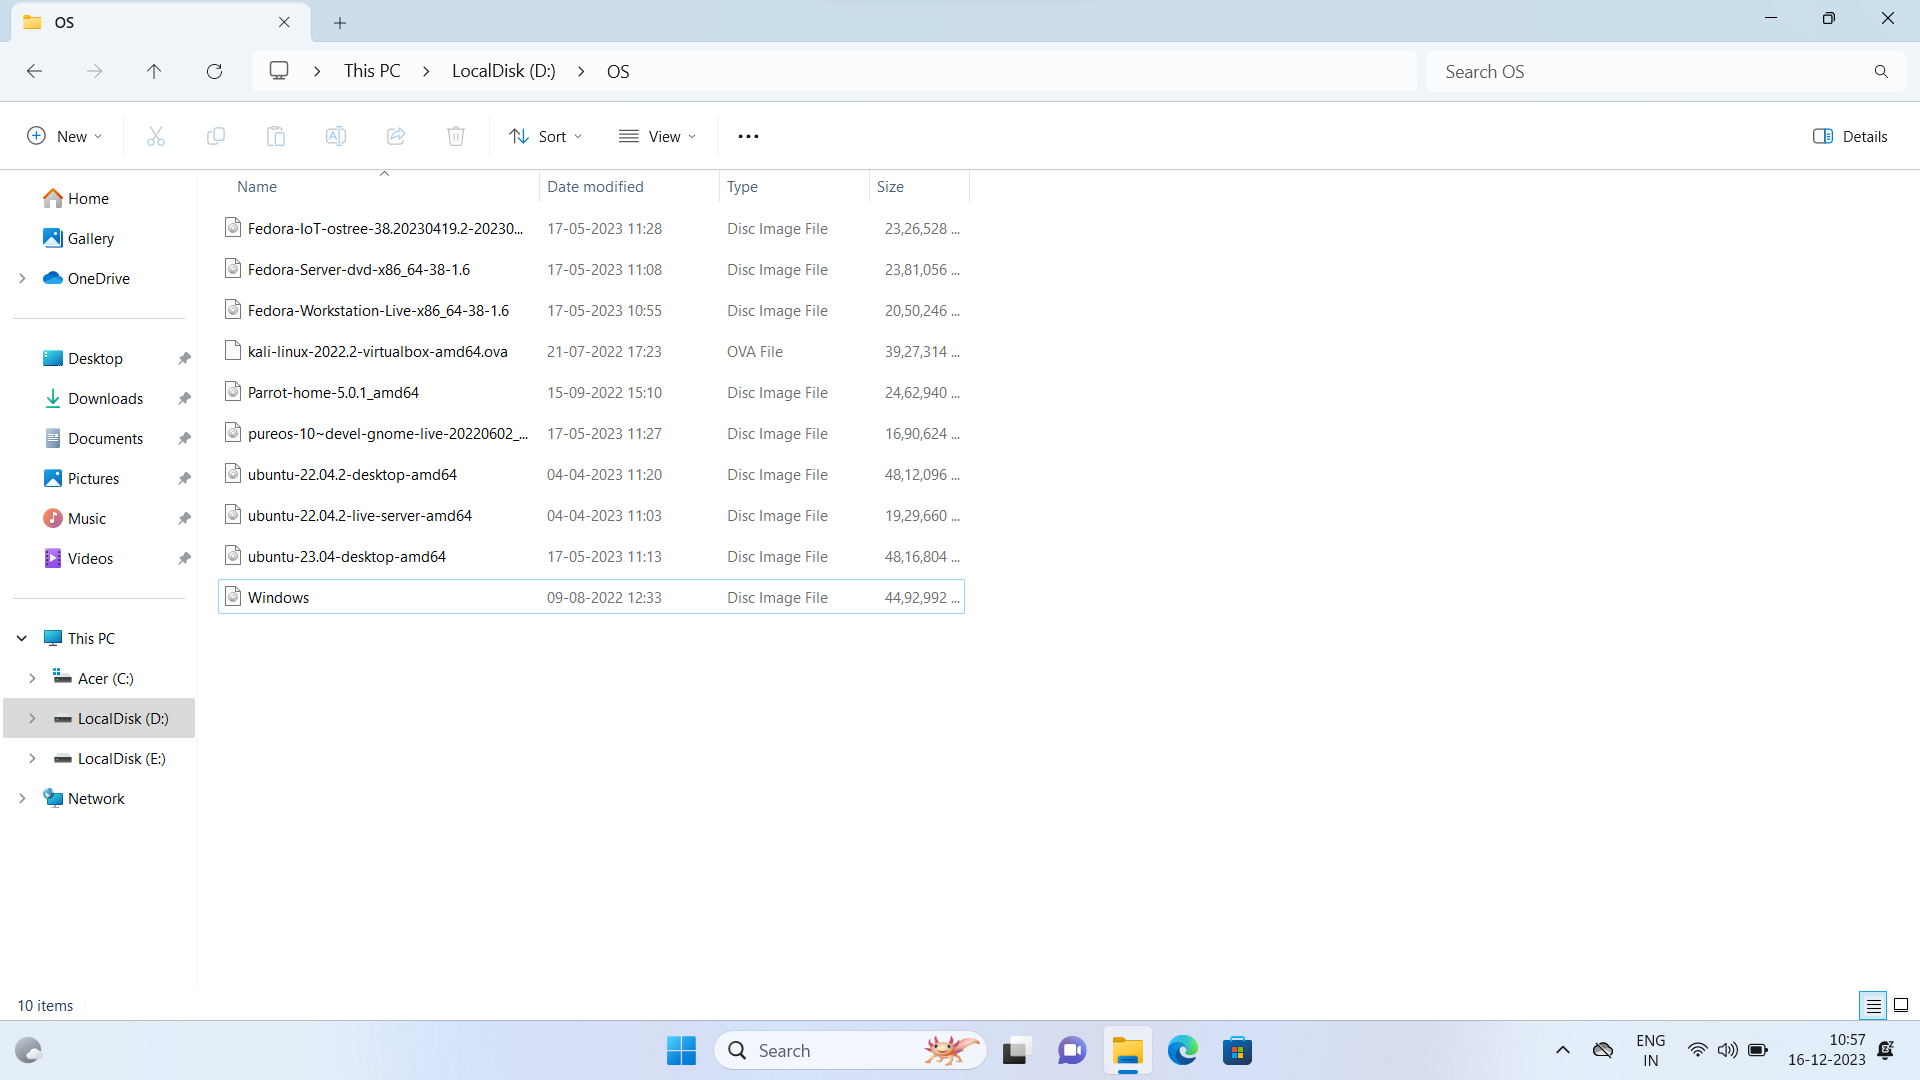 OS
This PC
LocalDisk (D:)
OS
Search OS
New
Sort
View
Details
Home
Gallery
OneDrive
Desktop
Downloads
Documents
Pictures
Music
Videos
This PC
Acer (C:)
LocalDisk (D:)
LocalDisk (E:)
Network
Name Date modified Type Size
Fedora-IoT-ostree-38.20230419.2-20230... 17-05-2023 11:28 Disc Image File 23,26,528 ...
Fedora-Server-dvd-x86_64-38-1.6 17-05-2023 11:08 Disc Image File 23,81,056 ...
Fedora-Workstation-Live-x86_64-38-1.6 17-05-2023 10:55 Disc Image File 20,50,246 ...
kali-linux-2022.2-virtualbox-amd64.ova 21-07-2022 17:23 OVA File 39,27,314 ...
Parrot-home-5.0.1_amd64 15-09-2022 15:10 Disc Image File 24,62,940 ...
pureos-10~devel-gnome-live-20220602_... 17-05-2023 11:27 Disc Image File 16,90,624 ...
ubuntu-22.04.2-desktop-amd64 04-04-2023 11:20 Disc Image File 48,12,096 ...
ubuntu-22.04.2-live-server-amd64 04-04-2023 11:03 Disc Image File 19,29,660 ...
ubuntu-23.04-desktop-amd64 17-05-2023 11:13 Disc Image File 48,16,804 ...
Windows 09-08-2022 12:33 Disc Image File 44,92,992 ...
10 items
Search
ENG
IN
10:57
16-12-2023